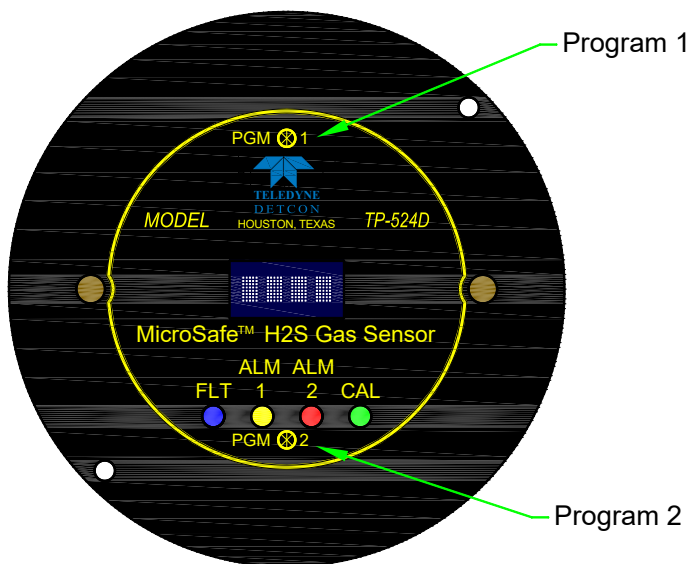 Program 1
PGM 1
TELEDYNE
DETCON
MODEL HOUSTON, TEXAS TP-524D
MicroSafe™ H2S Gas Sensor
ALM ALM
FLT 1 2 CAL
PGM 2
Program 2